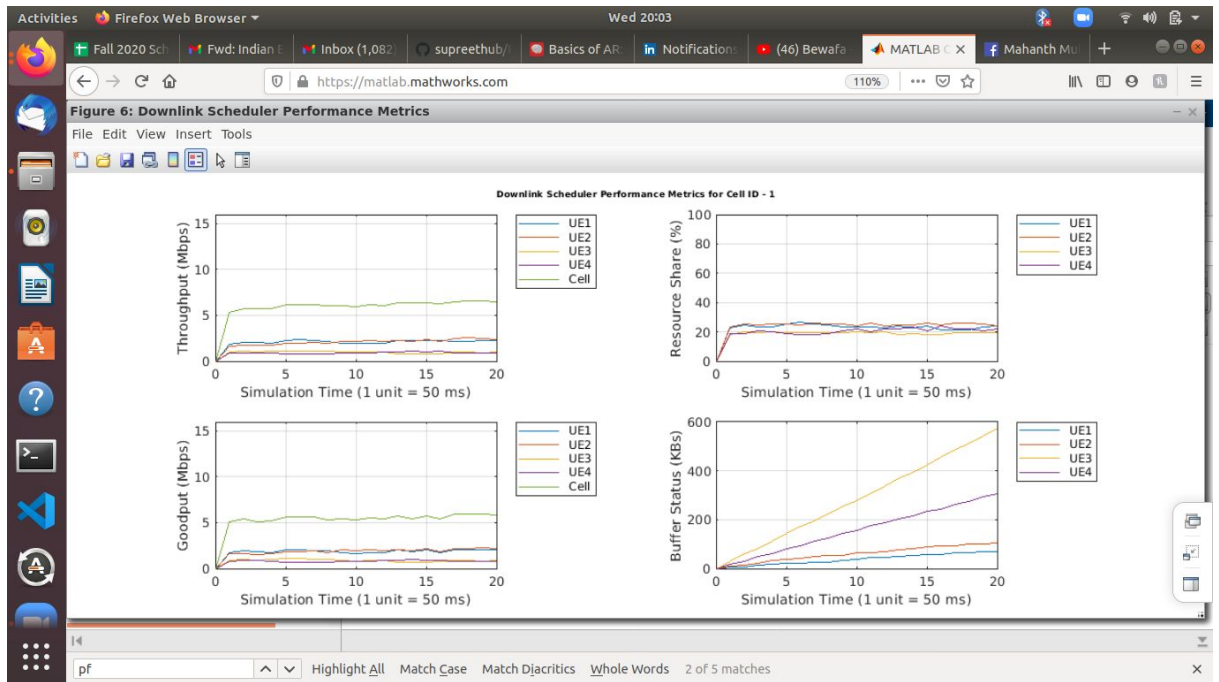 Activities Firefox Web Browser Wed 20:03
Fall 2020 Sch Fwd: Indian E Inbox (1,082) supreethub/ Basics of AR: Notifications (46) Bewafa MATLAB C Mahanth Mu
https://matlab.mathworks.com 110%
Figure 6: Downlink Scheduler Performance Metrics
File Edit View Insert Tools
Downlink Scheduler Performance Metrics for Cell ID - 1
Throughput (Mbps)
15
10
5
0
0 5 10 15 20
Simulation Time (1 unit = 50 ms)
UE1
UE2
UE3
UE4
Cell
Resource Share (%)
100
80
60
40
20
0
0 5 10 15 20
Simulation Time (1 unit = 50 ms)
UE1
UE2
UE3
UE4
Goodput (Mbps)
15
10
5
0
0 5 10 15 20
Simulation Time (1 unit = 50 ms)
UE1
UE2
UE3
UE4
Cell
Buffer Status (KBs)
600
400
200
0
0 5 10 15 20
Simulation Time (1 unit = 50 ms)
UE1
UE2
UE3
UE4
pf Highlight All Match Case Match Diacritics Whole Words 2 of 5 matches